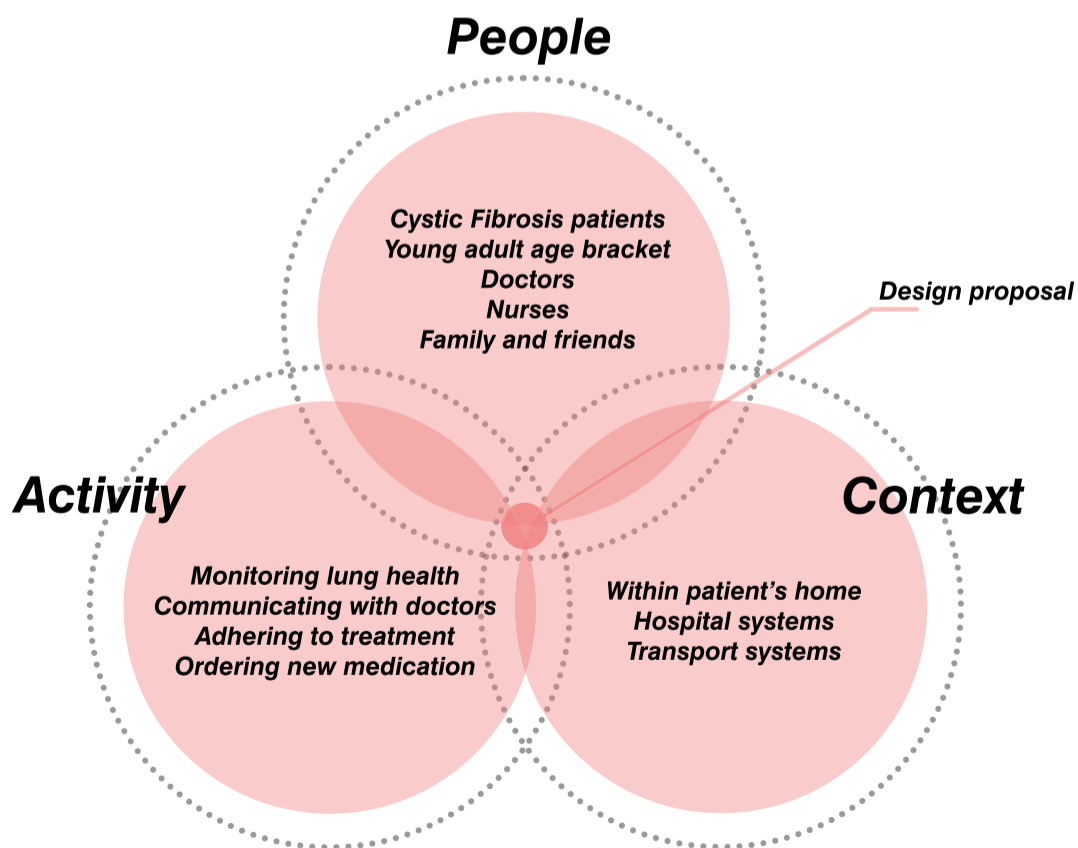 People
Cystic Fibrosis patients
Young adult age bracket
Doctors
Nurses
Family and friends
Design proposal
Activity
Context
Monitoring lung health
Communicating with doctors
Adhering to treatment
Ordering new medication
Within patient’s home
Hospital systems
Transport systems